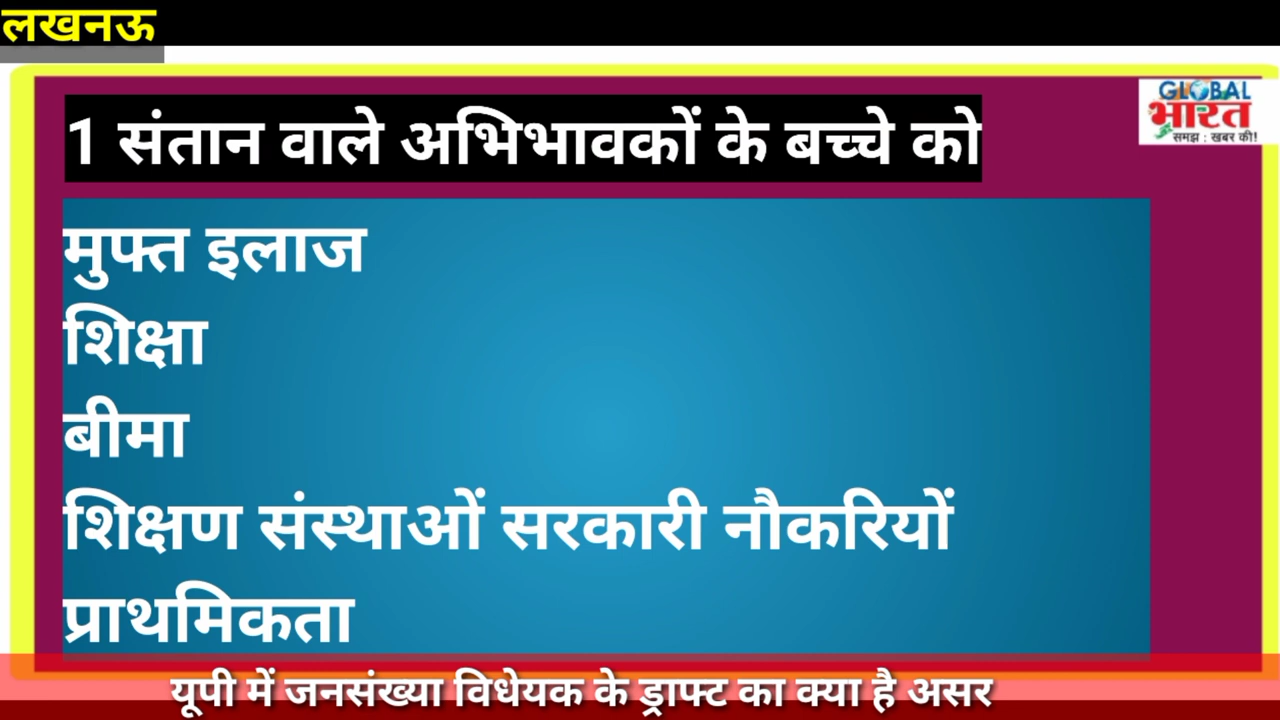 लखनऊ
GLOBAL
भारत
समझ : खबर की!
1 संतान वाले अभिभावकों के बच्चे को
मुफ्त इलाज
शिक्षा
बीमा
शिक्षण संस्थाओं सरकारी नौकरियों
प्राथमिकता
यूपी में जनसंख्या विधेयक के ड्राफ्ट का क्या है असर